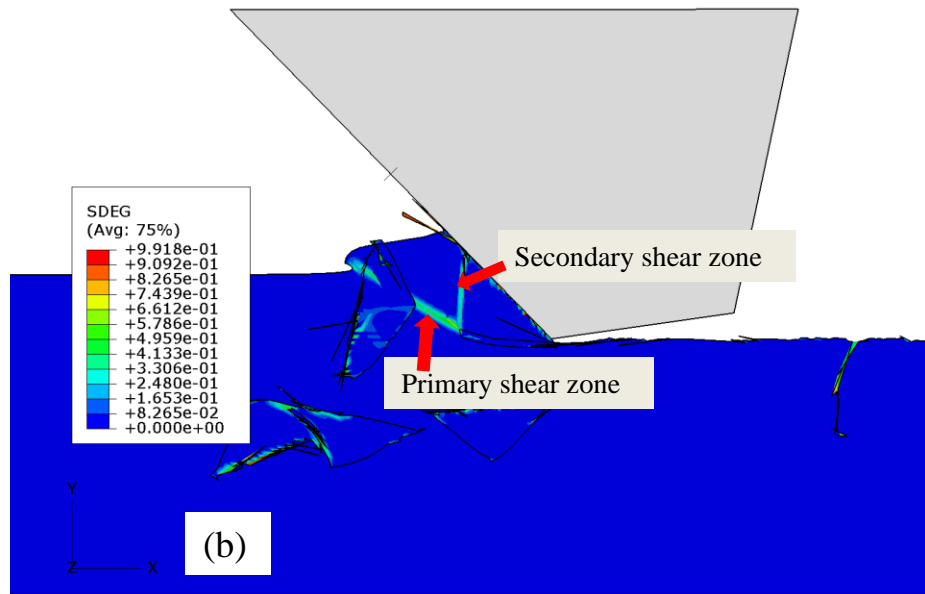 SDEG
(Avg: 75%)
+9.918e-01
+9.092e-01
+8.265e-01
+7.439e-01
+6.612e-01
+5.786e-01
+4.959e-01
+4.133e-01
+3.306e-01
+2.480e-01
+1.653e-01
+8.265e-02
+0.000e+00
Secondary shear zone
Primary shear zone
Y
Z X
(b)